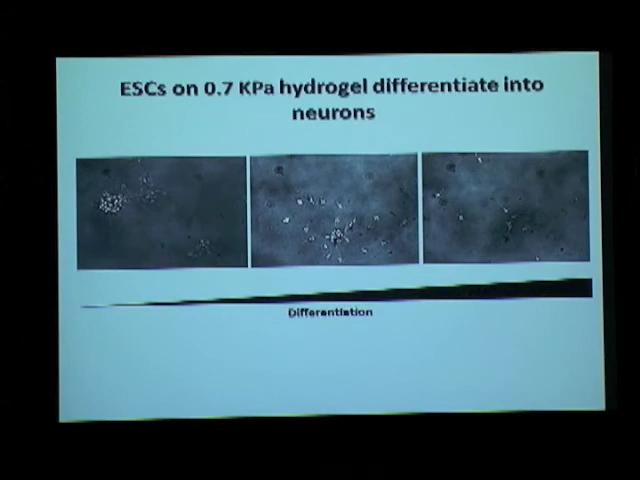 ESCs on 0.7 KPa hydrogel differentiate into
neurons
Differentiation